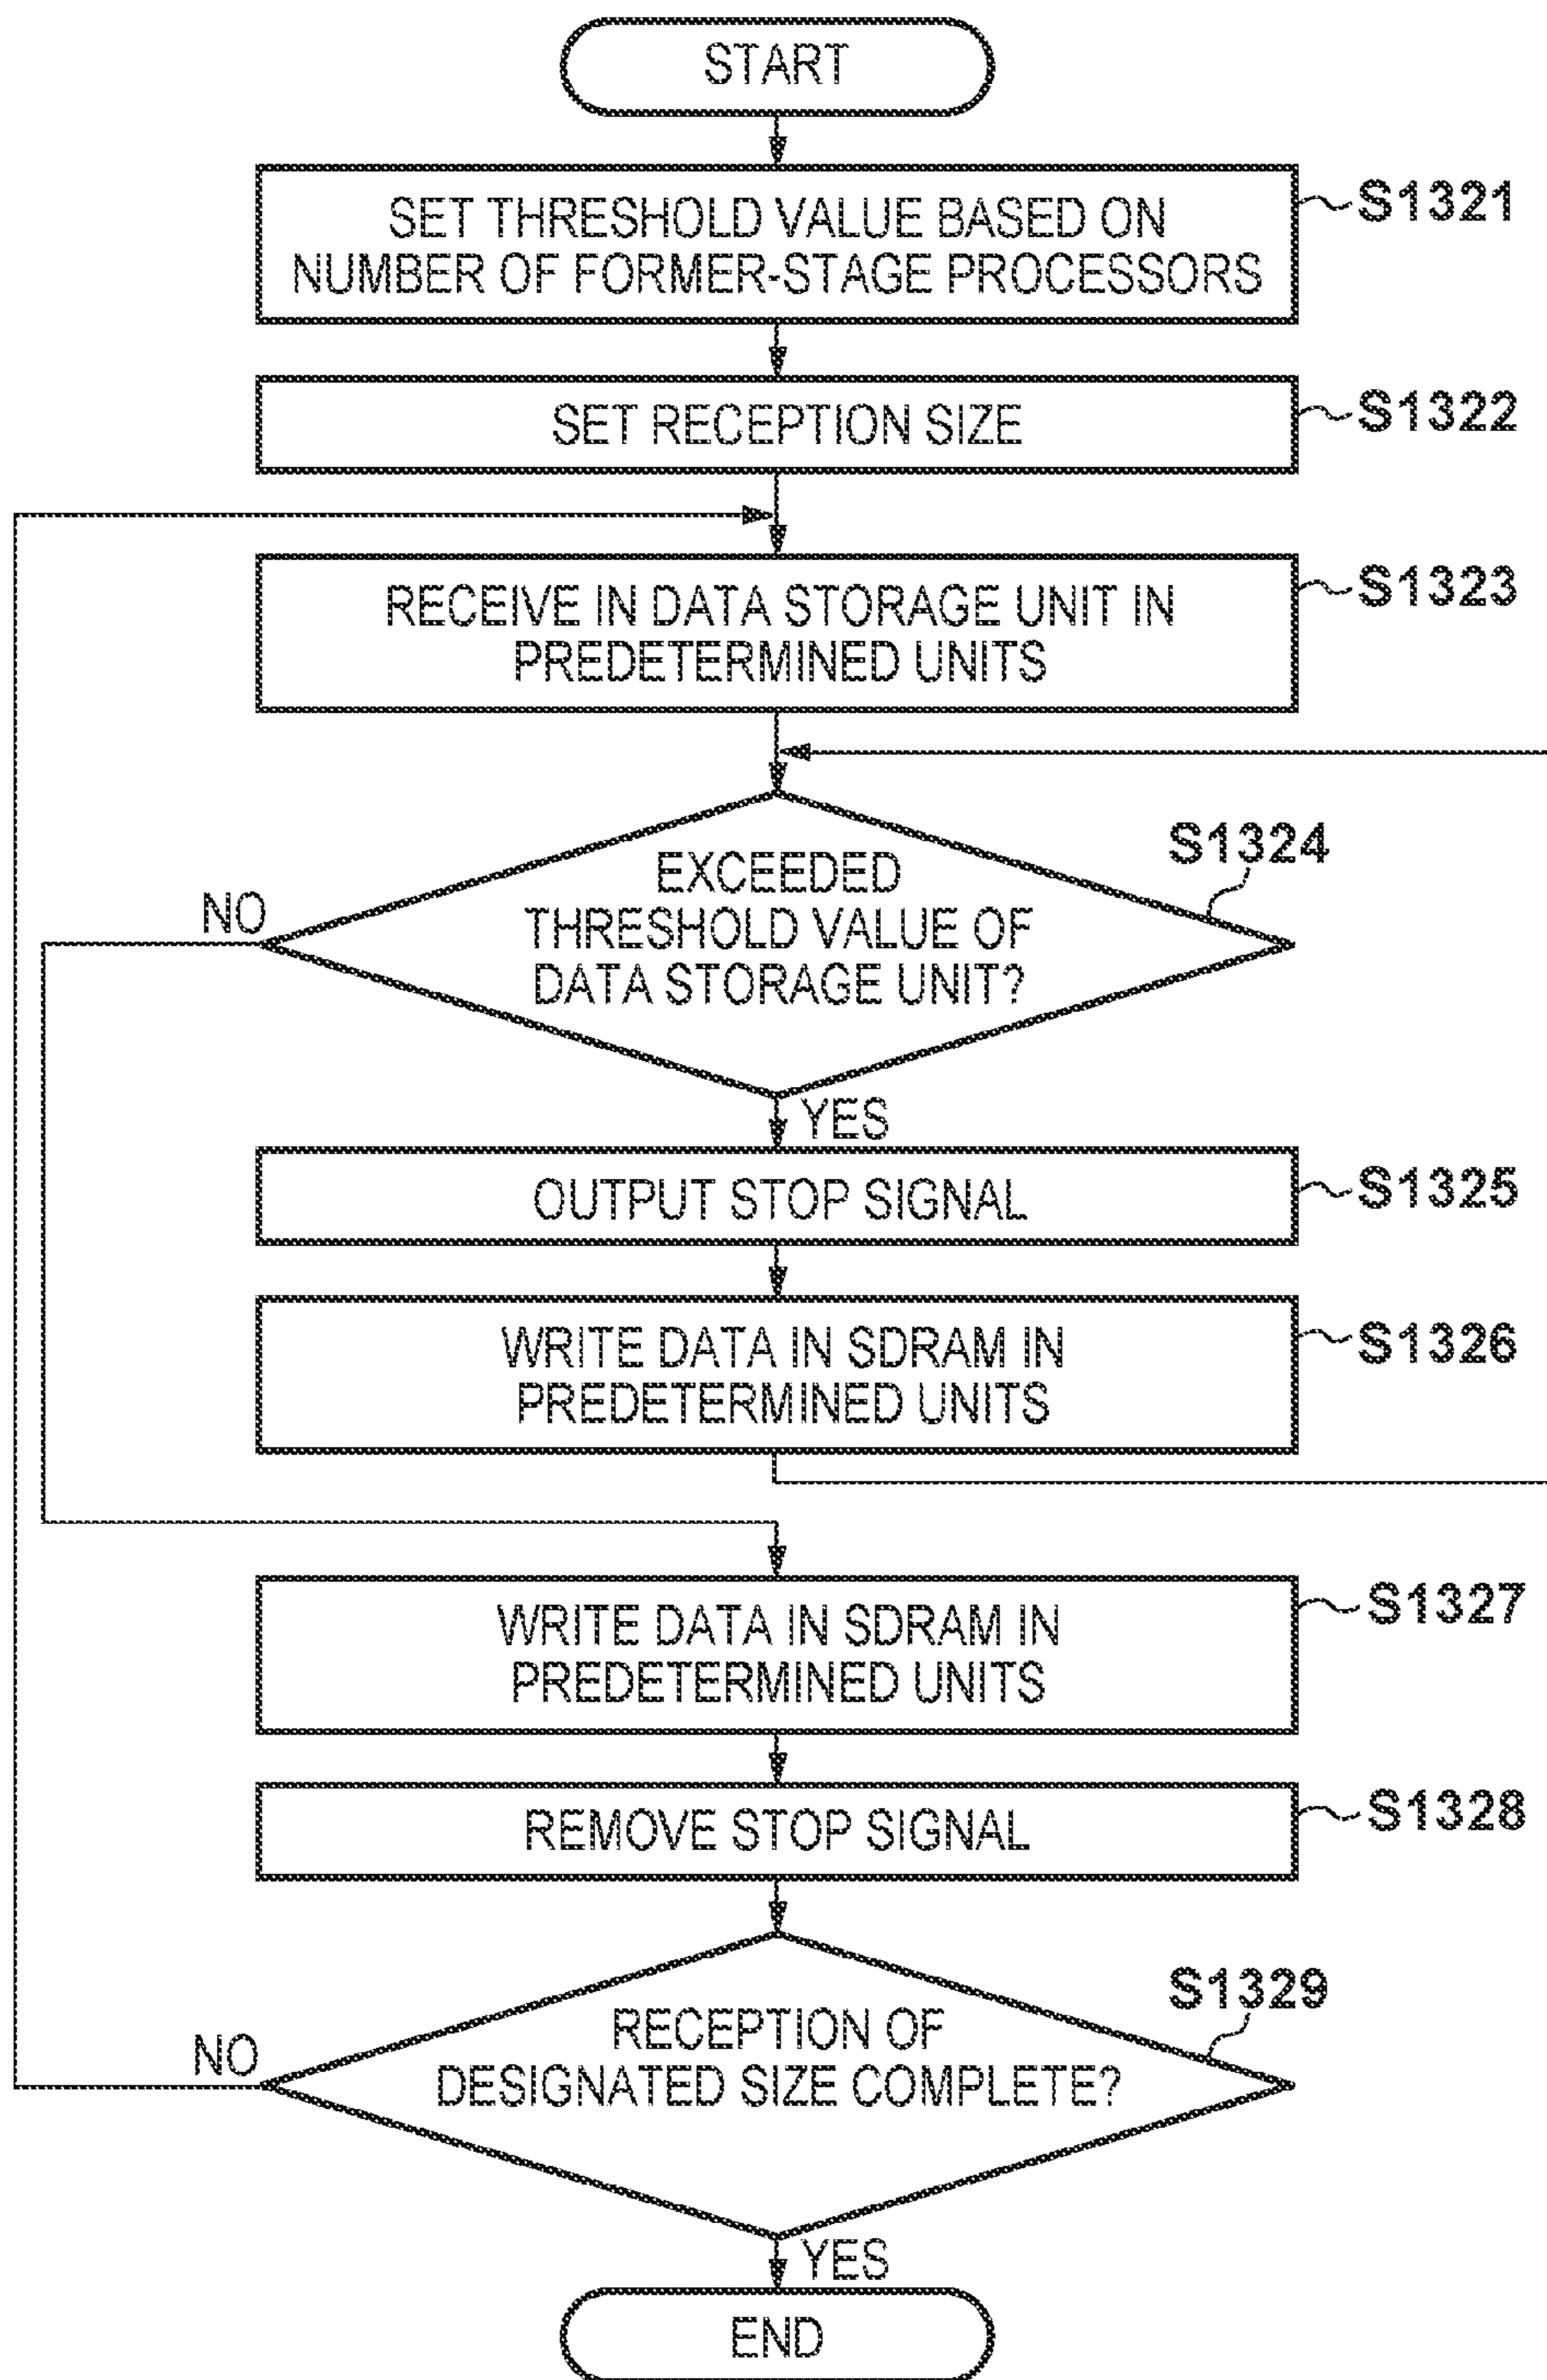 START
SET THRESHOLD VALUE BASED ON
NUMBER OF FORMER-STAGE PROCESSORS
S1321
SET RECEPTION SIZE
S1322
RECEIVE IN DATA STORAGE UNIT IN
PREDETERMINED UNITS
S1323
EXCEEDED
THRESHOLD VALUE OF
DATA STORAGE UNIT?
S1324
NO
YES
OUTPUT STOP SIGNAL
S1325
WRITE DATA IN SDRAM IN
PREDETERMINED UNITS
S1326
WRITE DATA IN SDRAM IN
PREDETERMINED UNITS
S1327
REMOVE STOP SIGNAL
S1328
RECEPTION OF
DESIGNATED SIZE COMPLETE?
S1329
NO
YES
END